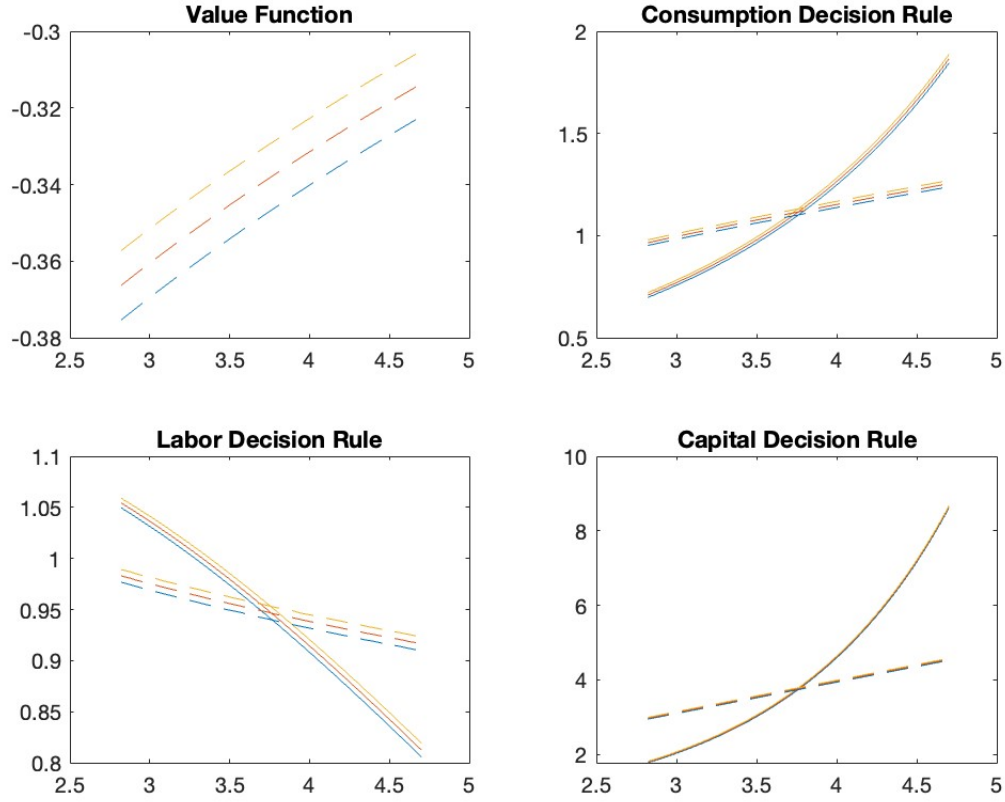 Value Function
-0.3
-0.32
-0.34
-0.36
-0.38
2.5 3 3.5 4 4.5 5
Consumption Decision Rule
2
1.5
1
0.5
2.5 3 3.5 4 4.5 5
Labor Decision Rule
1.1
1.05
1
0.95
0.9
0.85
0.8
2.5 3 3.5 4 4.5 5
Capital Decision Rule
10
8
6
4
2
2.5 3 3.5 4 4.5 5